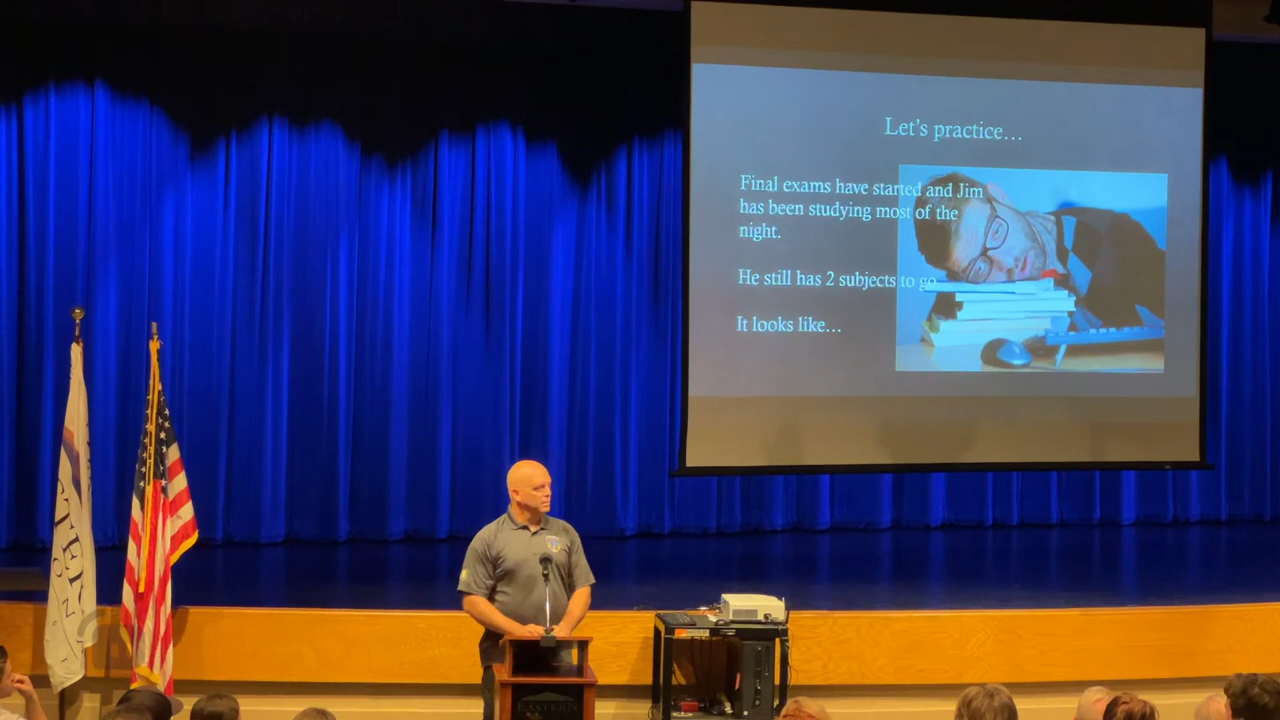 Let's practice...
Final exams have started and Jim
has been studying most of the
night.
He still has 2 subjects to go
It looks like...
EASTERN